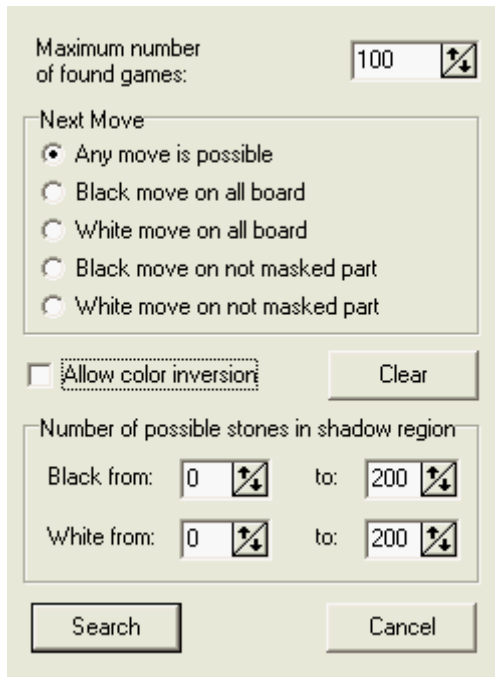 Maximum number
of found games:
100
Next Move
Any move is possible
Black move on all board
White move on all board
Black move on not masked part
White move on not masked part
Allow color inversion
Clear
Number of possible stones in shadow region
Black from: 0 to: 200
White from: 0 to: 200
Search
Cancel